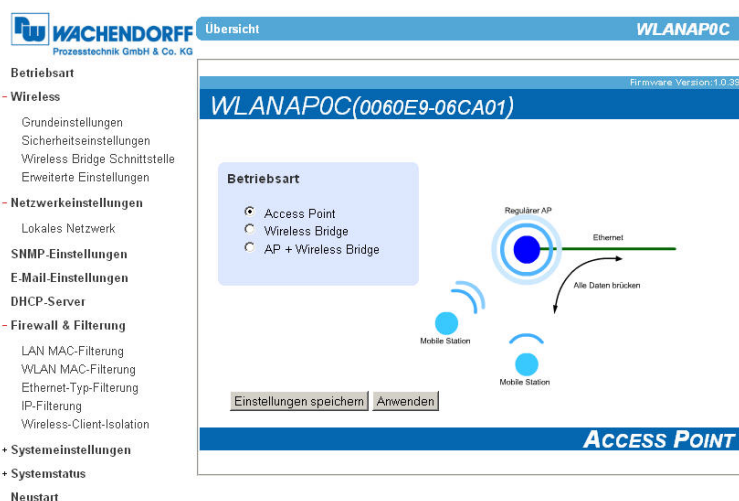 WACHENDORFF
Prozesstechnik GmbH & Co. KG
Übersicht
WLANAP0C
Betriebsart
- Wireless
Grundeinstellungen
Sicherheitseinstellungen
Wireless Bridge Schnittstelle
Erweiterte Einstellungen
- Netzwerkeinstellungen
Lokales Netzwerk
SNMP-Einstellungen
E-Mail-Einstellungen
DHCP-Server
- Firewall & Filterung
LAN MAC-Filterung
WLAN MAC-Filterung
Ethernet-Typ-Filterung
IP-Filterung
Wireless-Client-Isolation
+ Systemeinstellungen
+ Systemstatus
Neustart
Firmware Version:1.0.39
WLANAP0C(0060E9-06CA01)
Betriebsart
Access Point
Wireless Bridge
AP + Wireless Bridge
Regulärer AP
Ethernet
Alle Daten brücken
Mobile Station
Mobile Station
Einstellungen speichern
Anwenden
ACCESS POINT